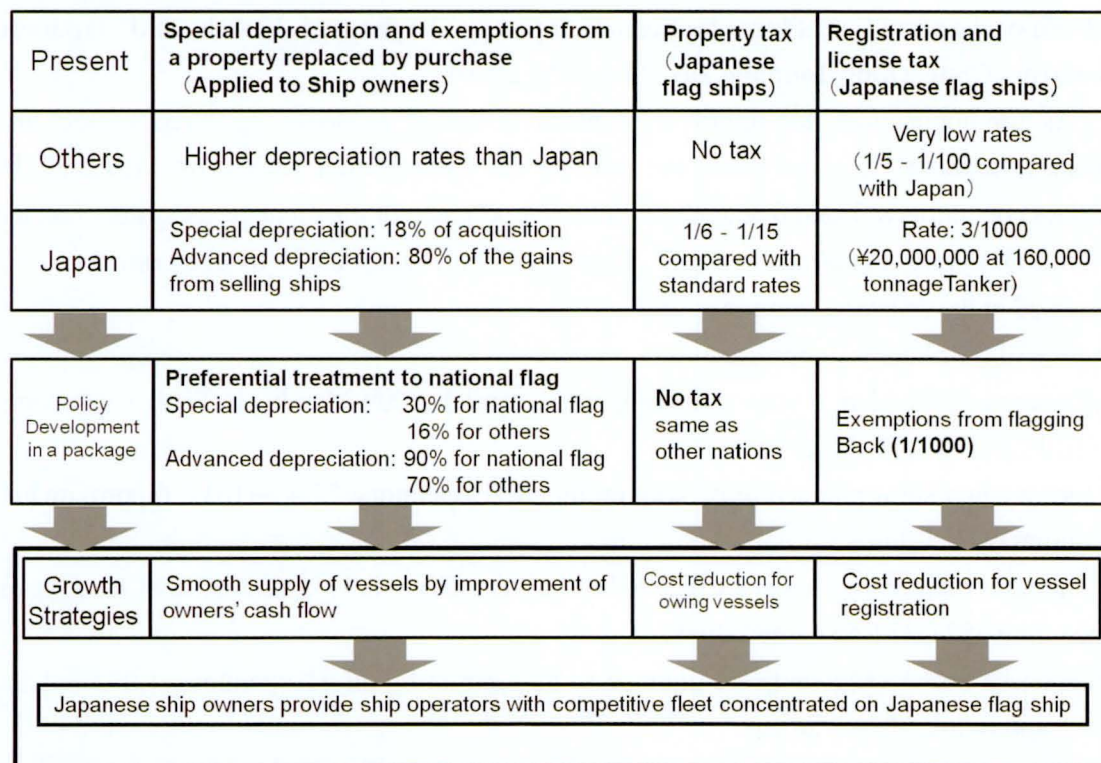 Present
Special depreciation and exemptions from
a property replaced by purchase
(Applied to Ship owners)
Property tax
(Japanese
flag ships)
Registration and
license tax
(Japanese flag ships)
Others
Higher depreciation rates than Japan
No tax
Very low rates
(1/5 - 1/100 compared
with Japan)
Japan
Special depreciation: 18% of acquisition
Advanced depreciation: 80% of the gains
from selling ships
1/6 - 1/15
compared with
standard rates
Rate: 3/1000
(¥20,000,000 at 160,000
tonnageTanker)
Policy
Development
in a package
Preferential treatment to national flag
Special depreciation: 30% for national flag
16% for others
Advanced depreciation: 90% for national flag
70% for others
No tax
same as
other nations
Exemptions from flagging
Back (1/1000)
Growth
Strategies
Smooth supply of vessels by improvement of
owners' cash flow
Cost reduction for
owing vessels
Cost reduction for vessel
registration
Japanese ship owners provide ship operators with competitive fleet concentrated on Japanese flag ship